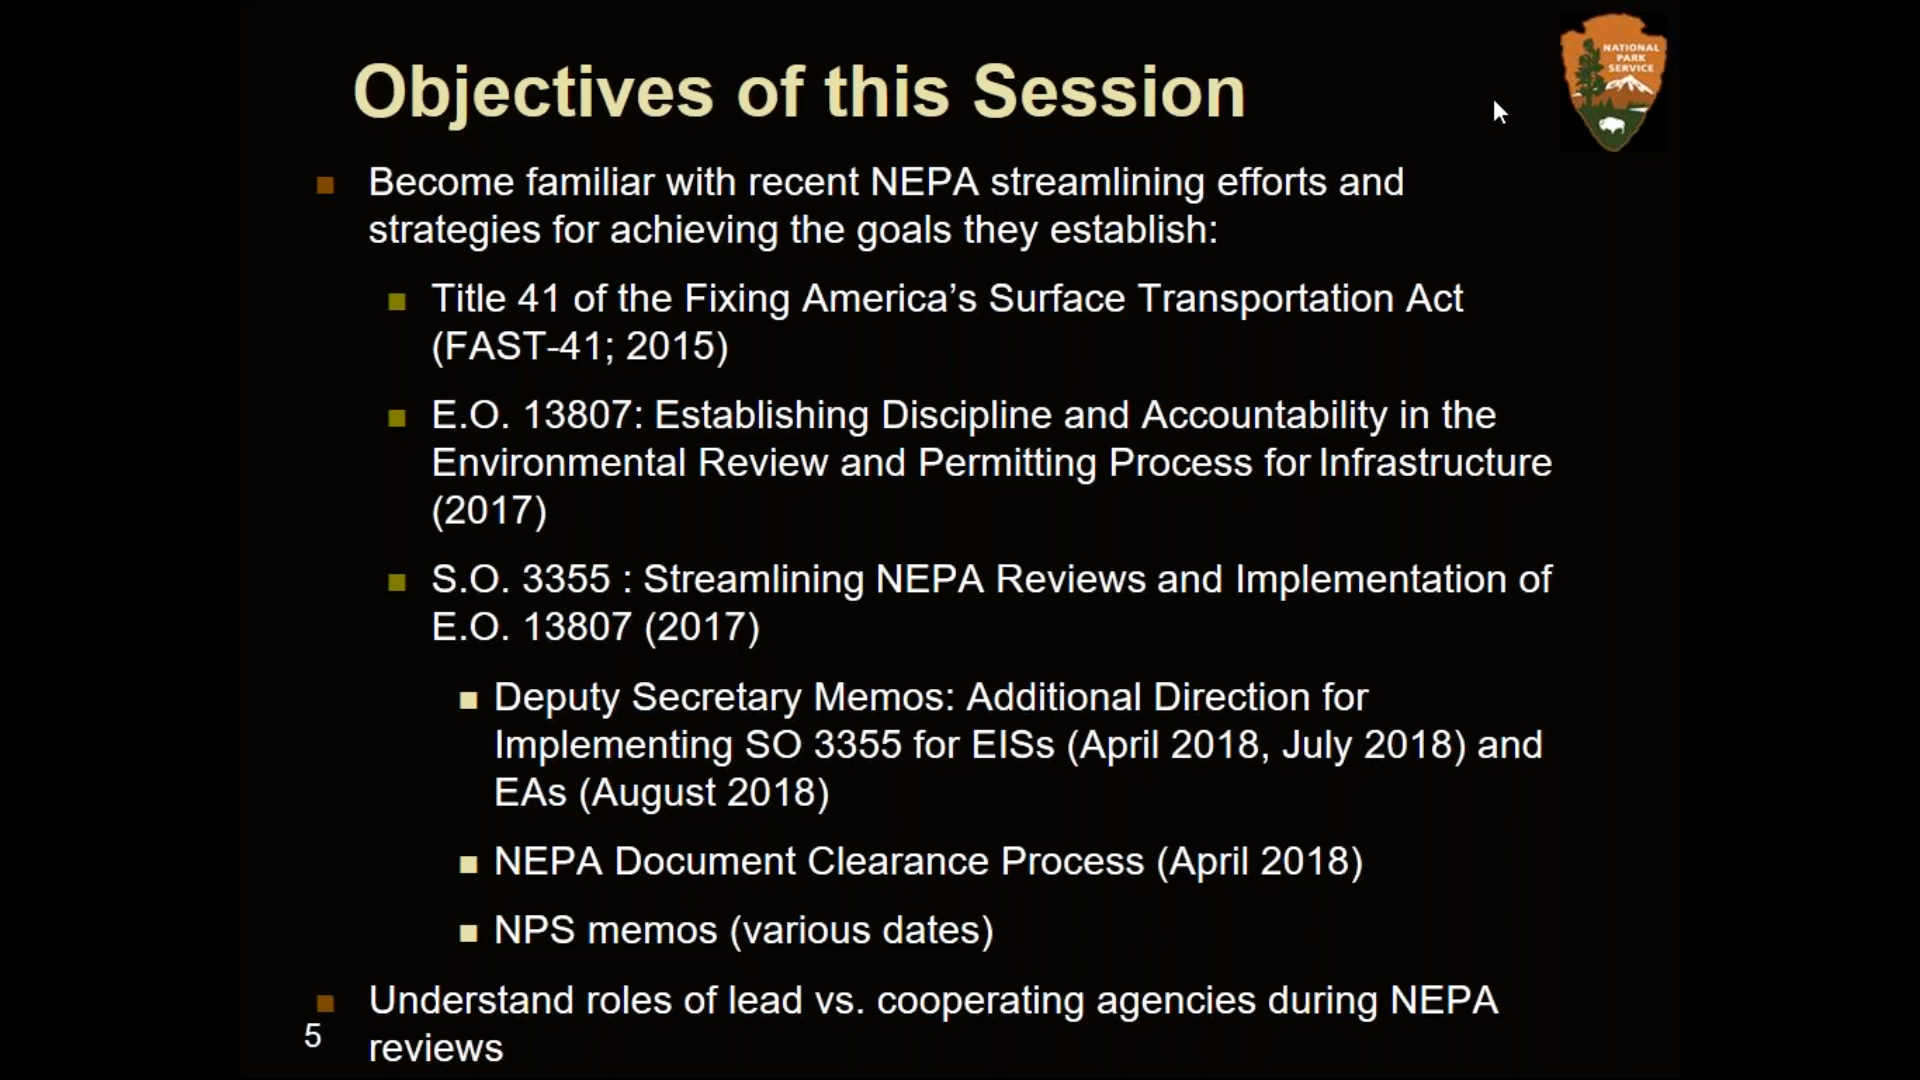 Objectives of this Session
NATIONAL
PARK
SERVICE
Become familiar with recent NEPA streamlining efforts and
strategies for achieving the goals they establish:
Title 41 of the Fixing America’s Surface Transportation Act
(FAST-41; 2015)
E.O. 13807: Establishing Discipline and Accountability in the
Environmental Review and Permitting Process for Infrastructure
(2017)
S.O. 3355 : Streamlining NEPA Reviews and Implementation of
E.O. 13807 (2017)
Deputy Secretary Memos: Additional Direction for
Implementing SO 3355 for EISs (April 2018, July 2018) and
EAs (August 2018)
NEPA Document Clearance Process (April 2018)
NPS memos (various dates)
Understand roles of lead vs. cooperating agencies during NEPA
reviews
5